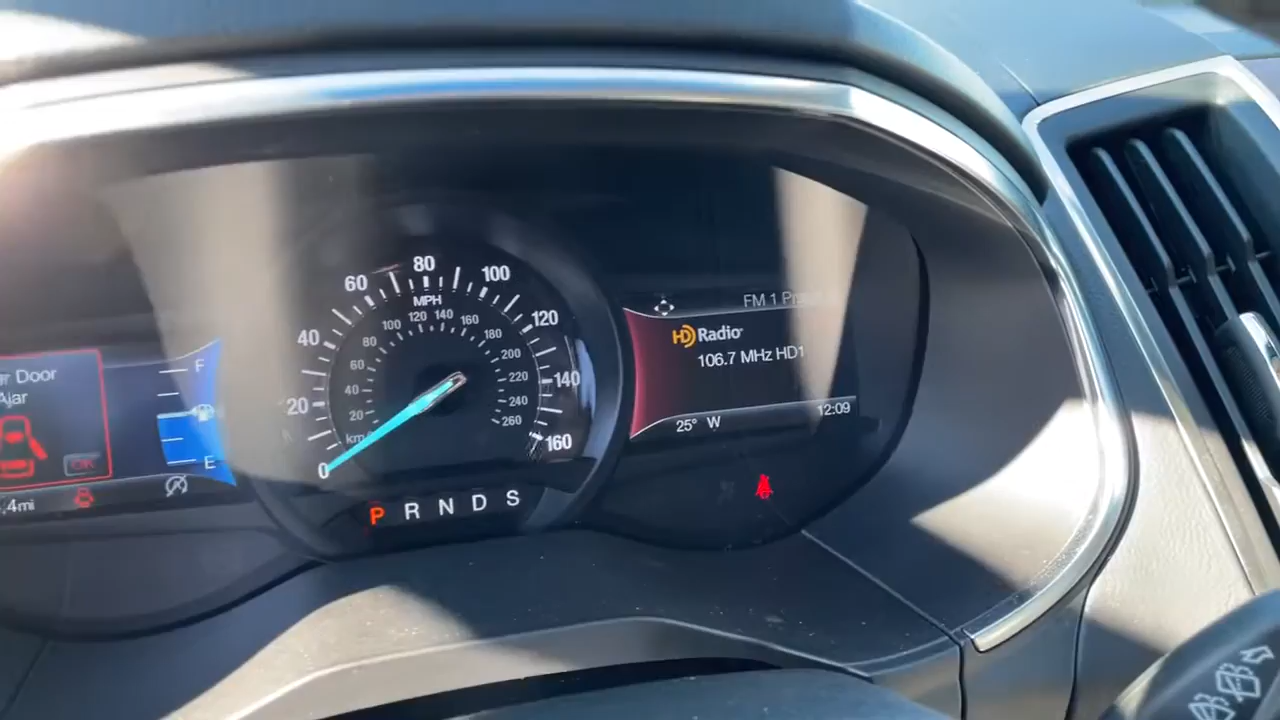 r Door
Ajar
OK
.4mi
F
E
0
20
40
60
80
100
120
140
160
MPH
km/
20
40
60
80
100
120
140
160
180
200
220
240
260
P R N D S
FM 1
HD Radio
106.7 MHz HD1
25° W
12:09